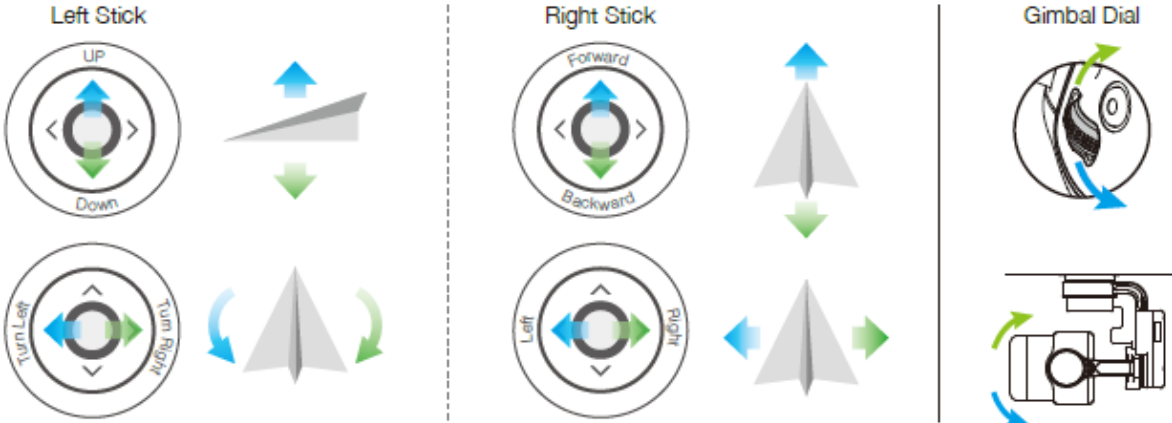 Left Stick
Right Stick
Gimbal Dial
UP
Down
Forward
Backward
Turn Left
Turn Right
Left
Right